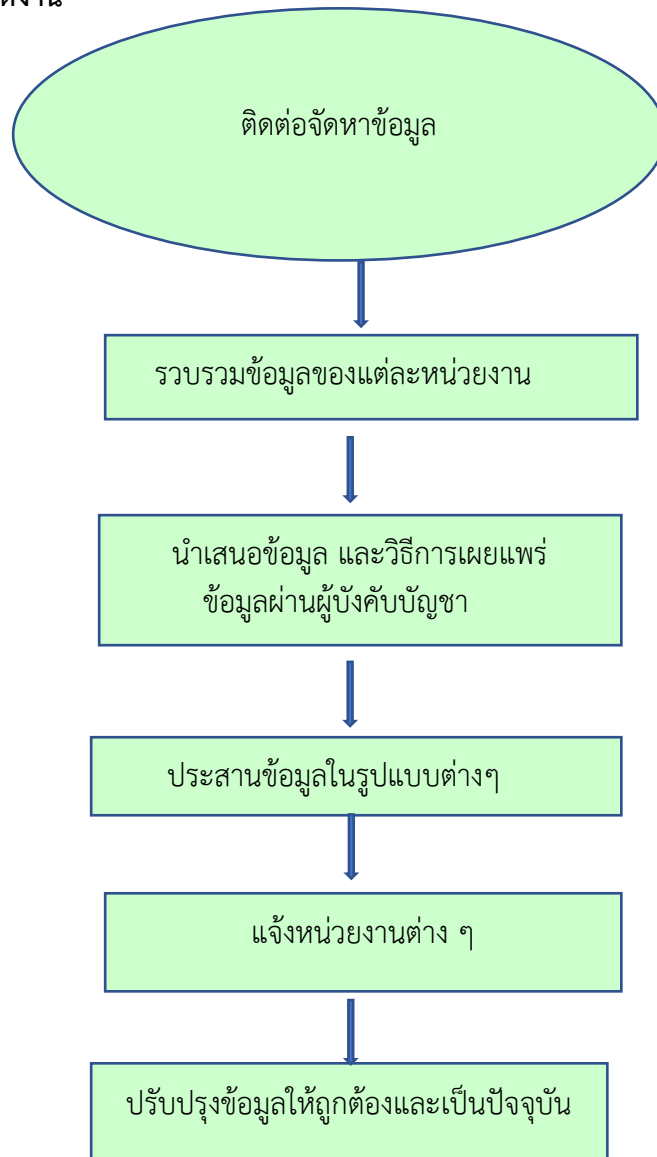 ติดต่อจัดหาข้อมูล
รวบรวมข้อมูลของแต่ละหน่วยงาน
นำเสนอข้อมูล และวิธีการเผยแพร่
ข้อมูลผ่านผู้บังคับบัญชา
ประสานข้อมูลในรูปแบบต่างๆ
แจ้งหน่วยงานต่าง ๆ
ปรับปรุงข้อมูลให้ถูกต้องและเป็นปัจจุบัน